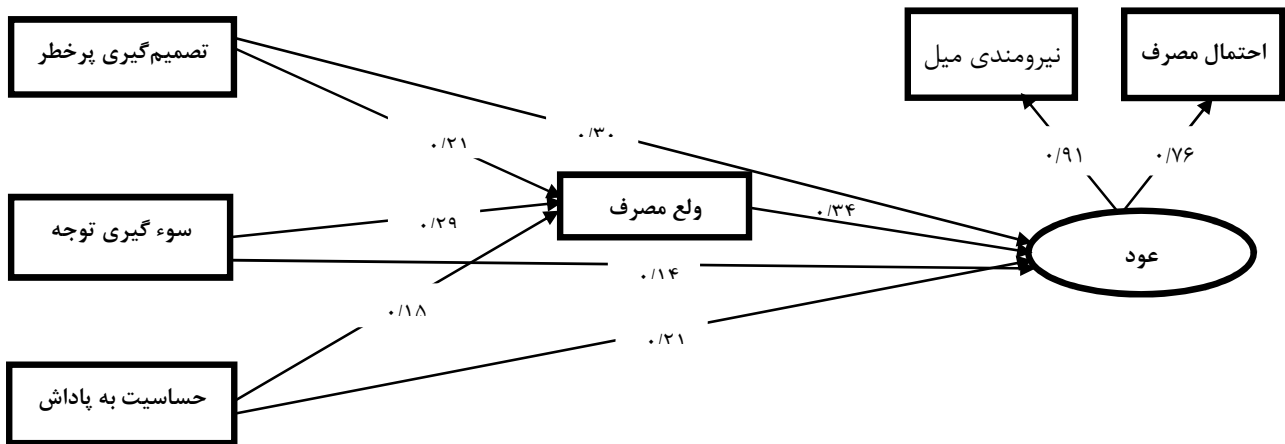 تصمیم‌گیری پرخطر
نیرومندی میل
احتمال مصرف
۰/۲۱
۰/۳۰
۰/۹۱
۰/۷۶
ولع مصرف
۰/۳۴
سوء گیری توجه
۰/۲۹
عود
۰/۱۴
۰/۱۸
۰/۲۱
حساسیت به پاداش